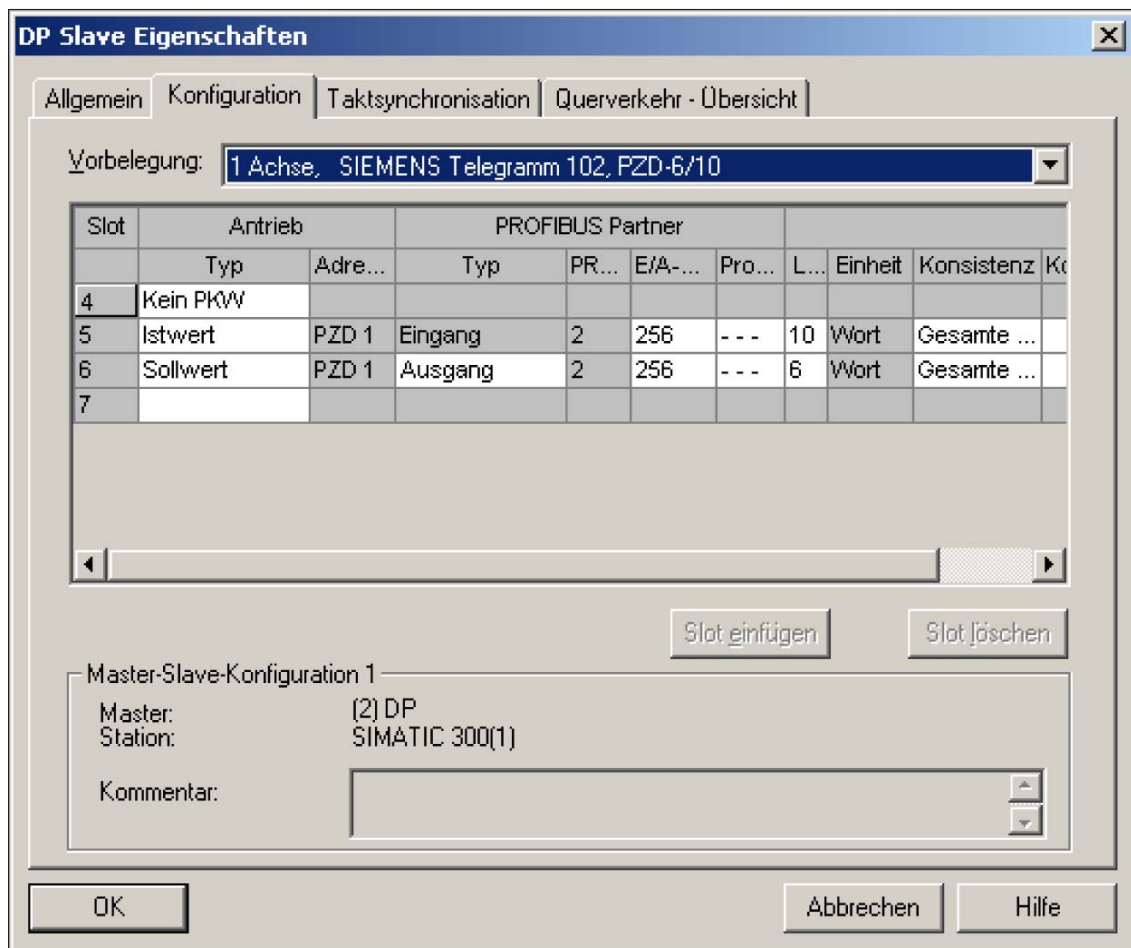 DP Slave Eigenschaften
Allgemein Konfiguration Taktsynchronisation Querverkehr - Übersicht
Vorbelegung: 1 Achse, SIEMENS Telegramm 102, PZD-6/10
Slot Antrieb PROFIBUS Partner
Typ Adre... Typ PR... E/A-... Pro... L... Einheit Konsistenz Ko
4 Kein PKW
5 Istwert PZD 1 Eingang 2 256 - - - 10 Wort Gesamte ...
6 Sollwert PZD 1 Ausgang 2 256 - - - 6 Wort Gesamte ...
7
Slot einfügen Slot löschen
Master-Slave-Konfiguration 1
Master: (2) DP
Station: SIMATIC 300(1)
Kommentar:
OK Abbrechen Hilfe